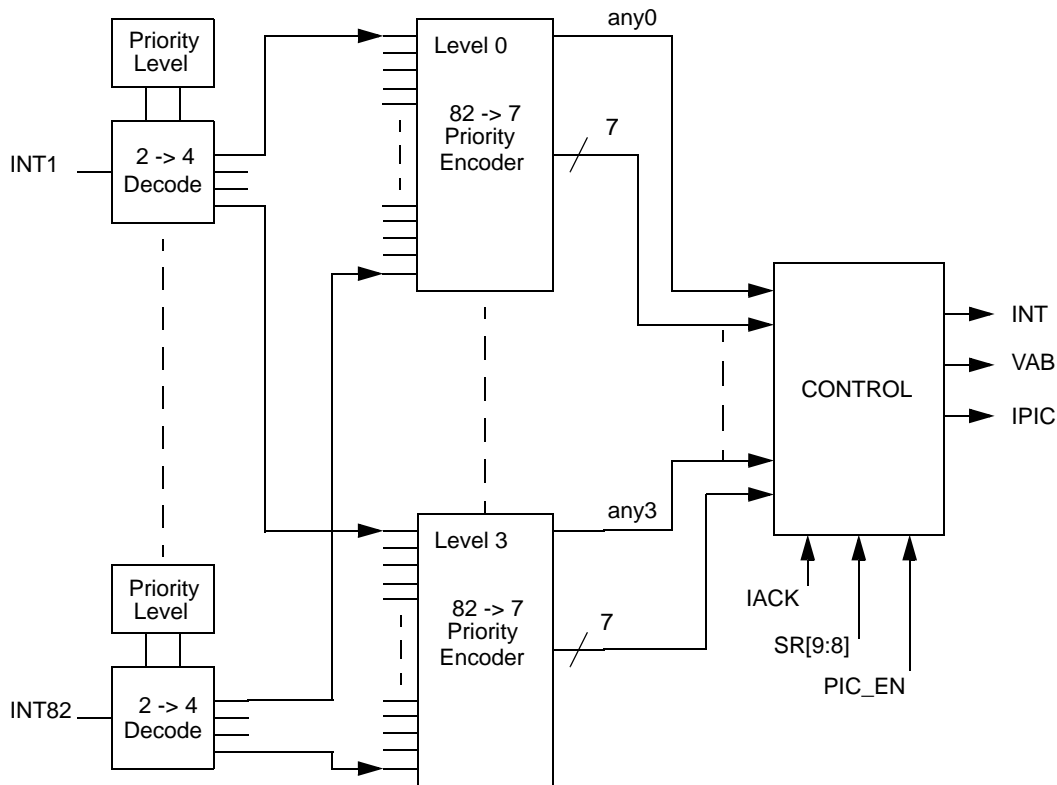 Priority
Level
INT1
2 -> 4
Decode
Level 0
82 -> 7
Priority
Encoder
any0
7
CONTROL
INT
VAB
IPIC
IACK
SR[9:8]
PIC_EN
Priority
Level
INT82
2 -> 4
Decode
Level 3
82 -> 7
Priority
Encoder
any3
7